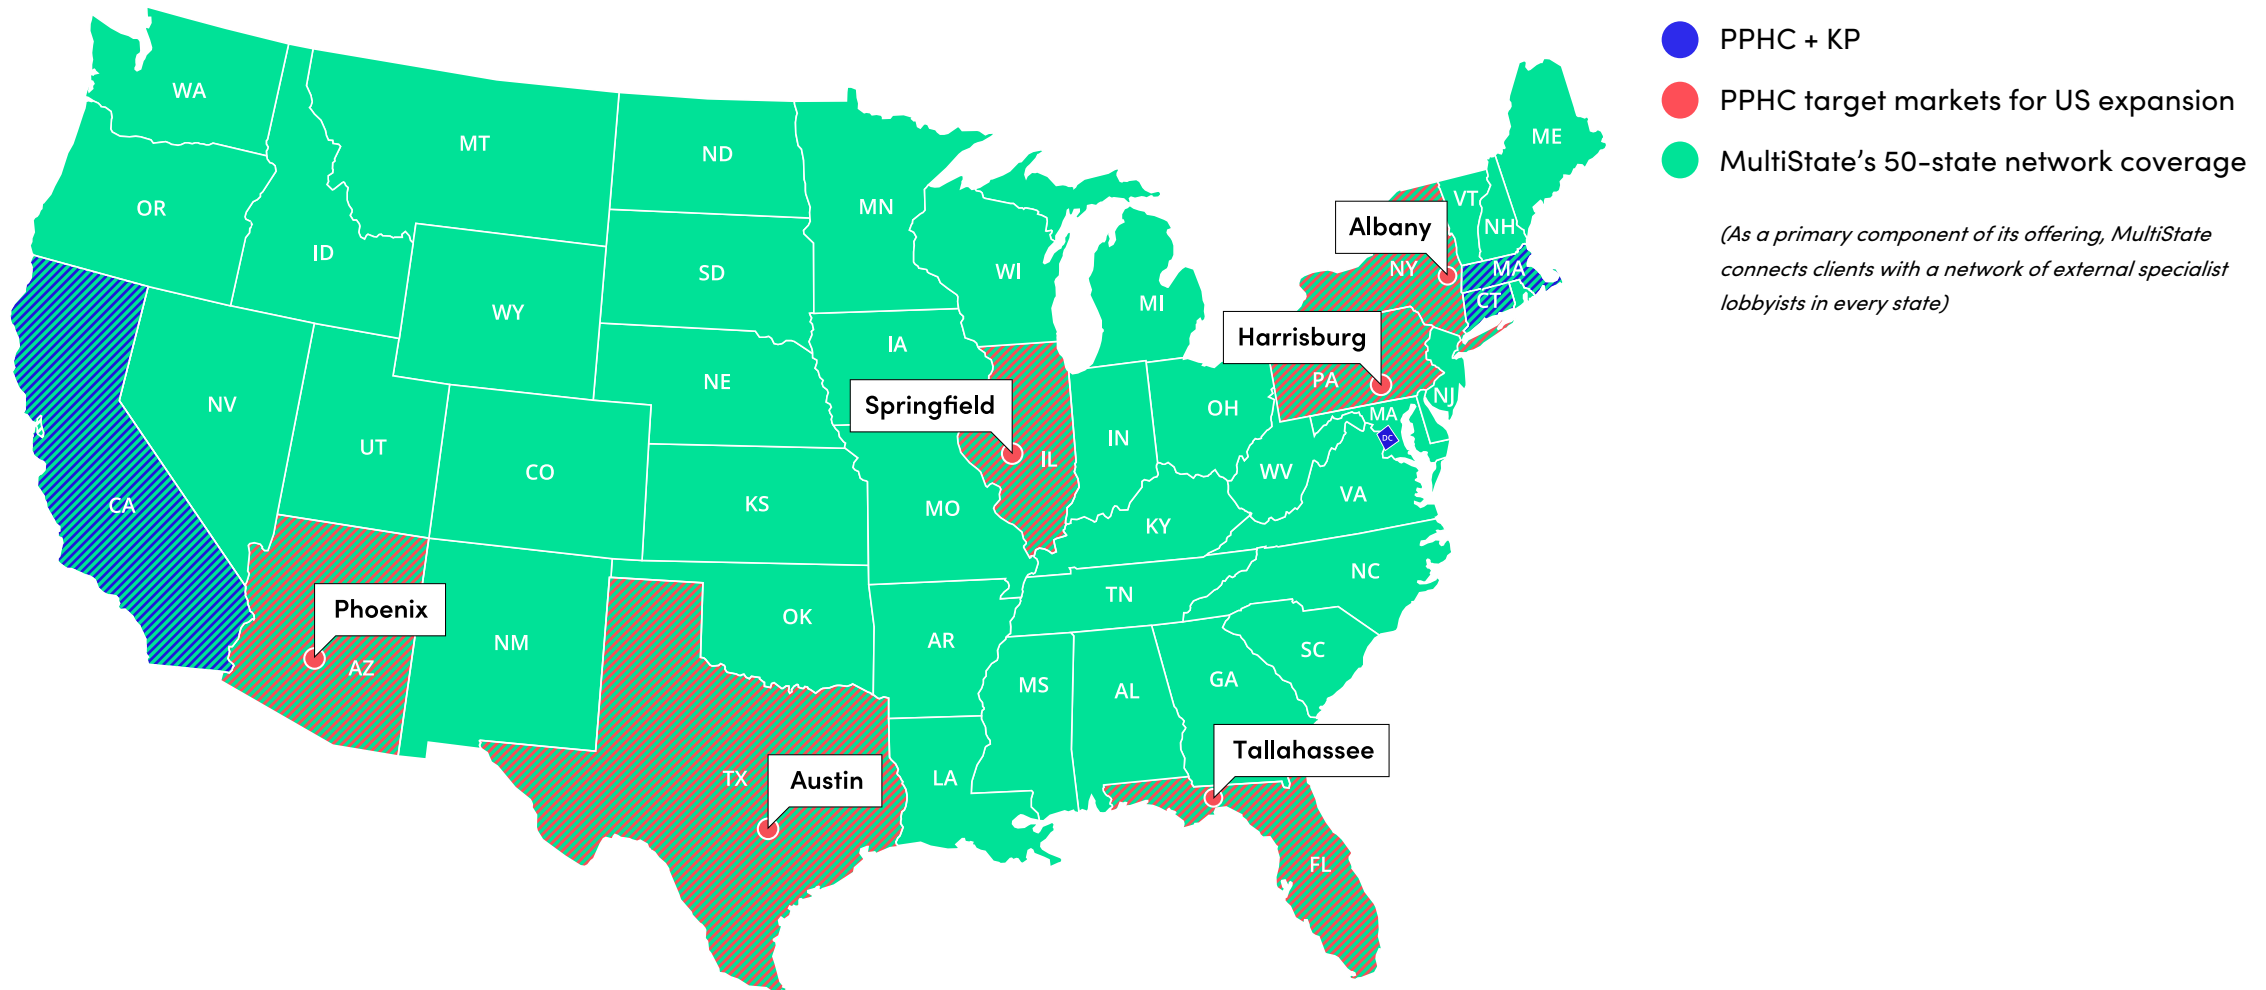 PPHC + KP
PPHC target markets for US expansion
MultiState's 50-state network coverage
(As a primary component of its offering, MultiState
connects clients with a network of external specialist
lobbyists in every state)
WA
MT
ND
ME
OR
MN
VT
NH
Albany
ID
SD
WI
NY
MA
CT
WY
MI
Harrisburg
IA
NE
PA
NJ
NV
Springfield
OH
MA
UT
IN
DC
CO
IL
WV
CA
KS
MO
VA
KY
NC
TN
Phoenix
OK
AR
NM
SC
AZ
MS
AL
GA
Tallahassee
TX
Austin
LA
FL